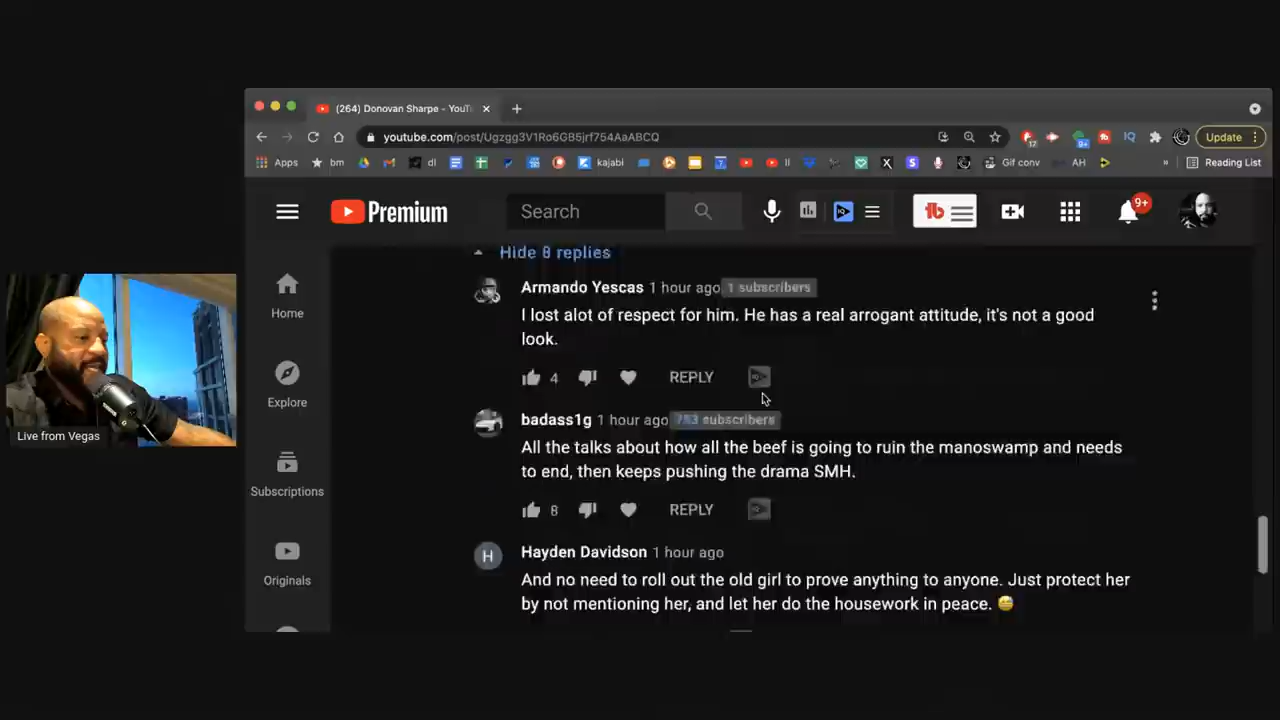 (264) Donovan Sharpe - YouT
youtube.com/post/Ugzgg3V1Ro6GB5jrf754AaABCQ
17
9+
Update
Apps
bm
dl
kajabi
II
Gif conv
AH
»
Reading List
Premium
Search
9+
Home
Explore
Subscriptions
Originals
Hide 8 replies
Armando Yescas 1 hour ago 1 subscribers
I lost alot of respect for him. He has a real arrogant attitude, it's not a good
look.
4 REPLY
badass1g 1 hour ago 753 subscribers
All the talks about how all the beef is going to ruin the manoswamp and needs
to end, then keeps pushing the drama SMH.
8 REPLY
H
Hayden Davidson 1 hour ago
And no need to roll out the old girl to prove anything to anyone. Just protect her
by not mentioning her, and let her do the housework in peace. 😅
Live from Vegas